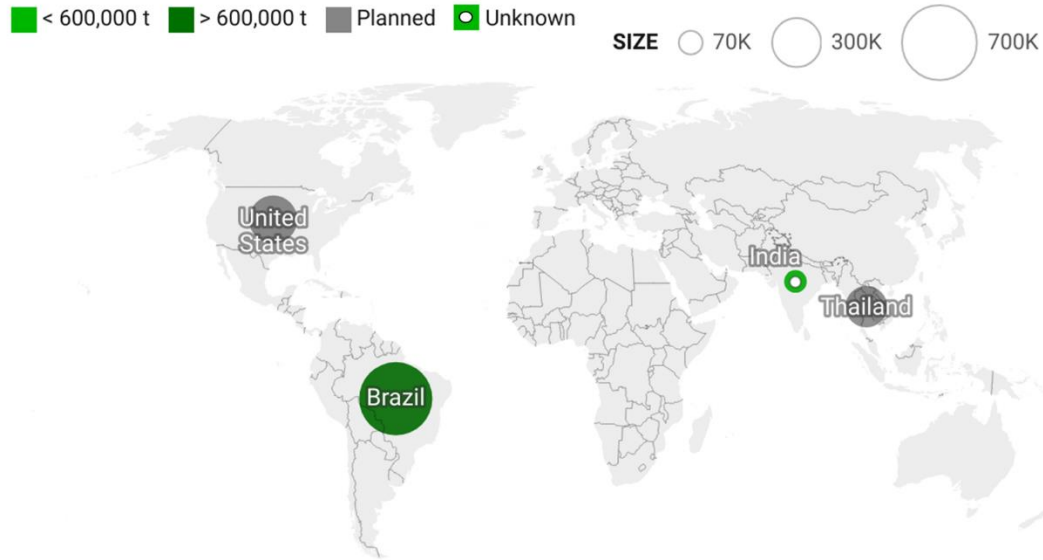 < 600,000 t > 600,000 t Planned Unknown
SIZE 70K 300K 700K
United
States
India
Thailand
Brazil